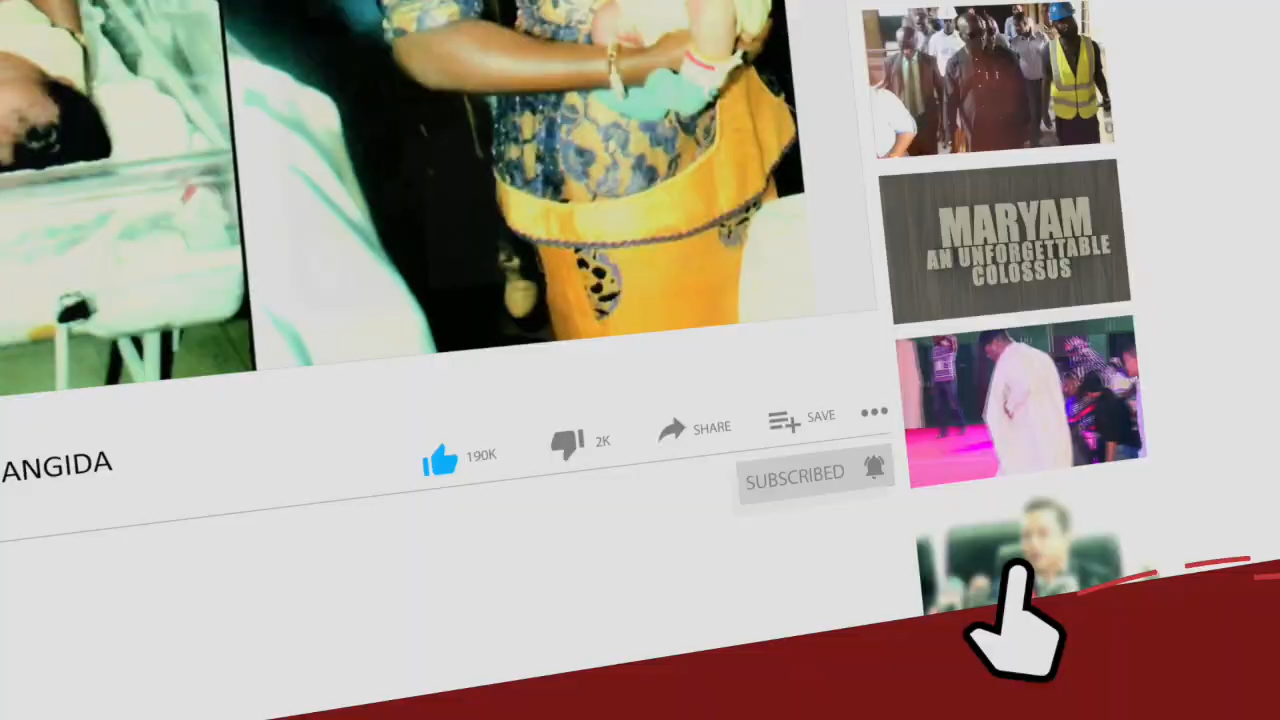 MARYAM
AN UNFORGETTABLE
COLOSSUS
ANGIDA
190K
2K
SHARE
SAVE
SUBSCRIBED